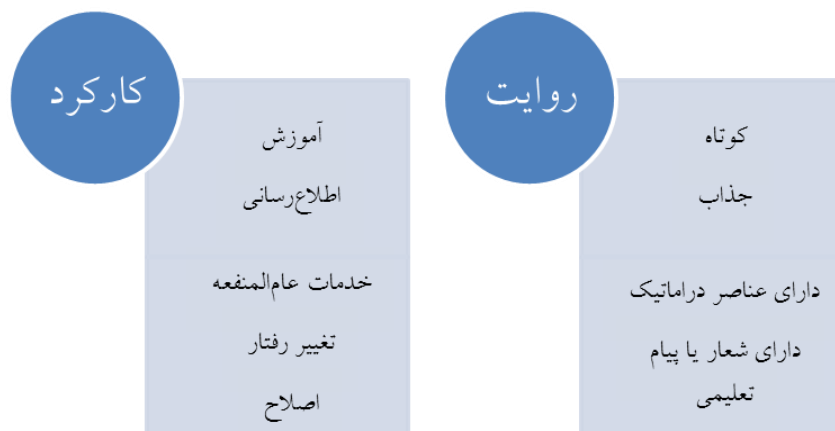 روایت
کوتاه
جذاب
دارای عناصر دراماتیک
دارای شعار یا پیام
تعلیمی
کارکرد
آموزش
اطلاع‌رسانی
خدمات عام‌المنفعه
تغییر رفتار
اصلاح